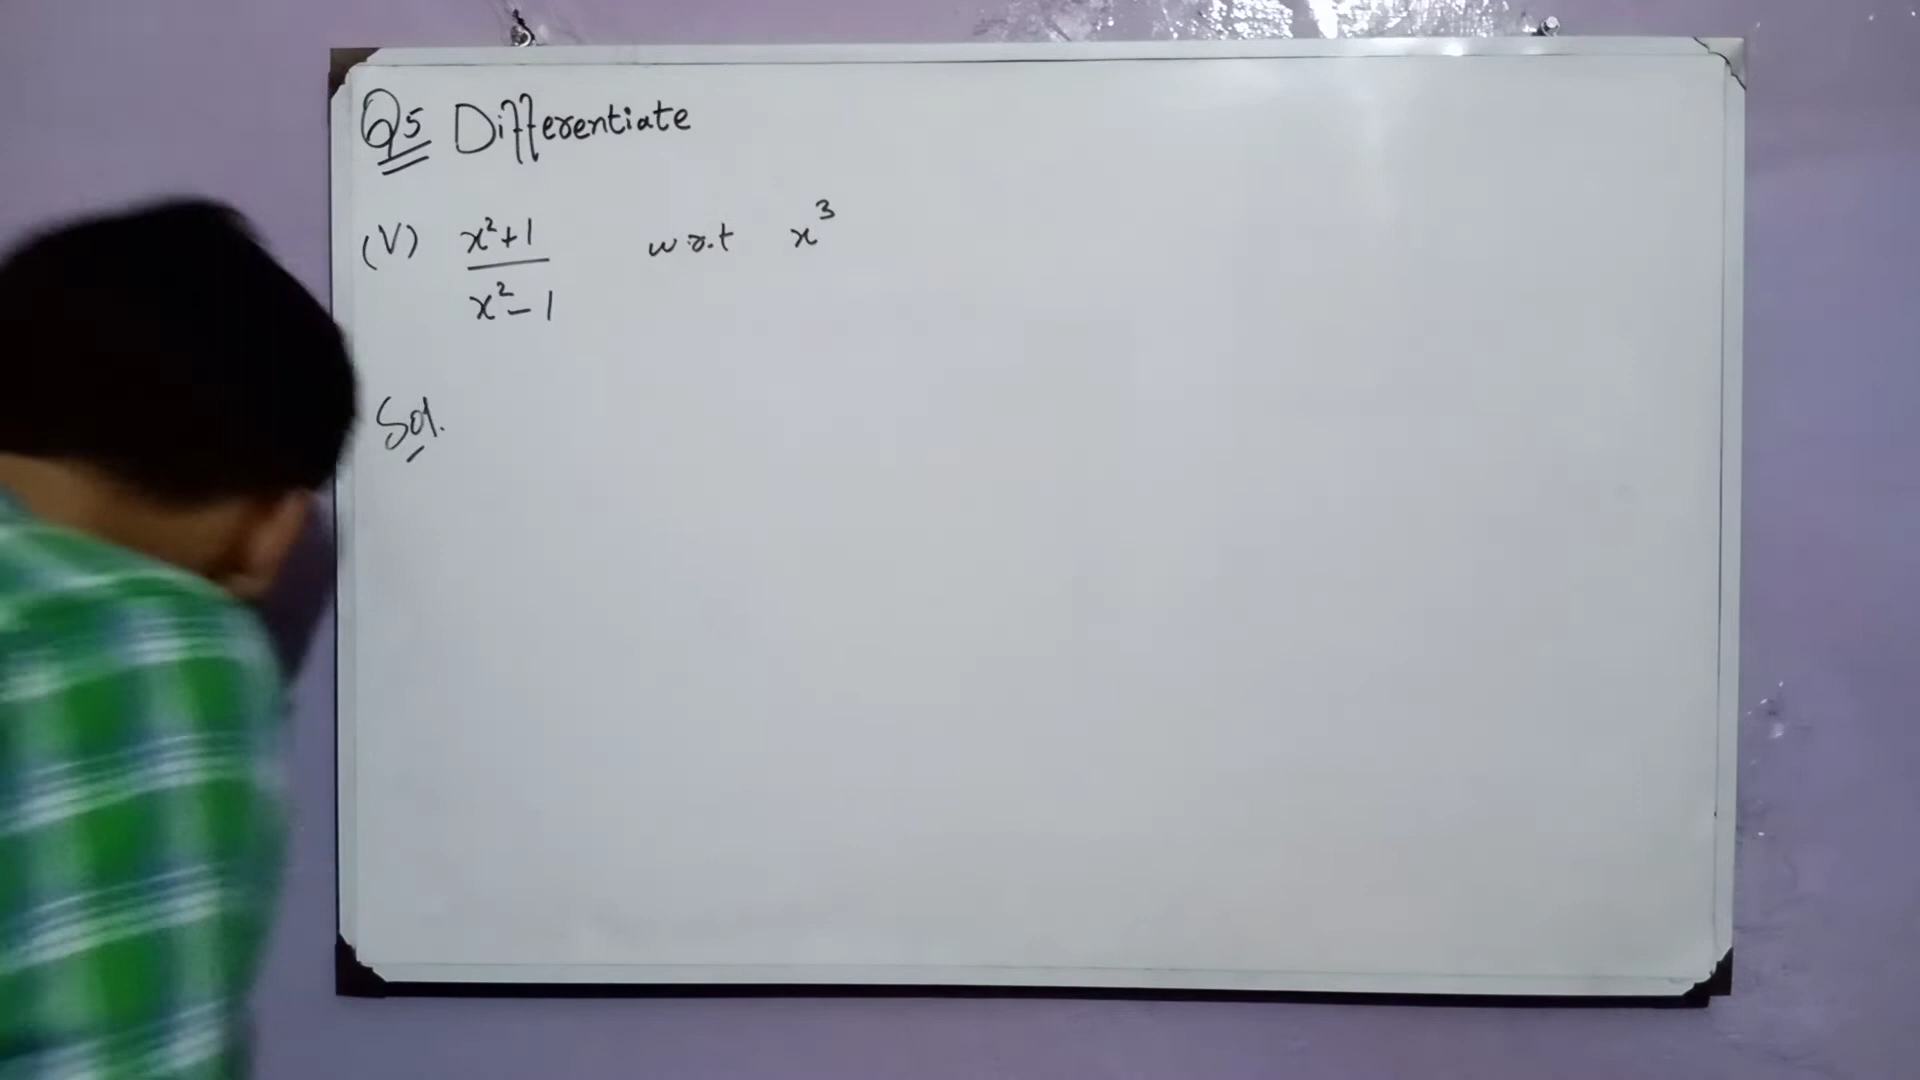 Q5 Differentiate
(V) x²+1 / x²-1 w.r.t x³
Sol.